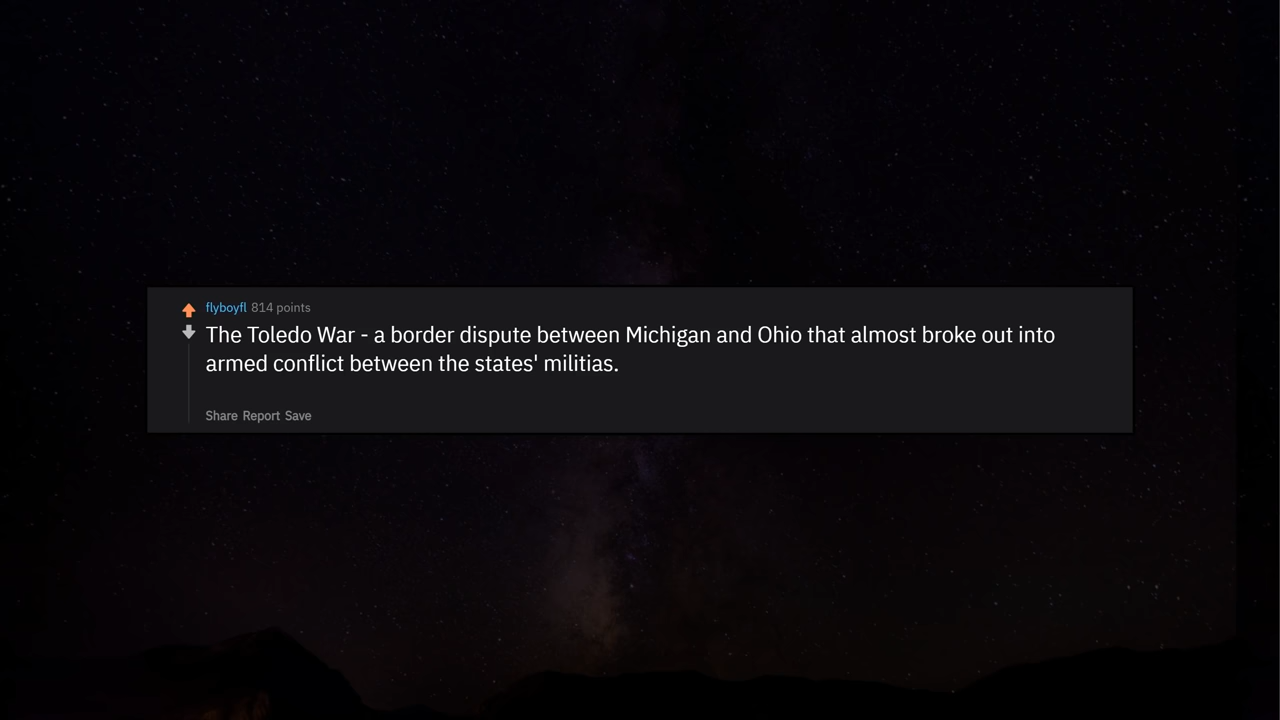 flyboyfl 814 points
The Toledo War - a border dispute between Michigan and Ohio that almost broke out into
armed conflict between the states' militias.
Share Report Save